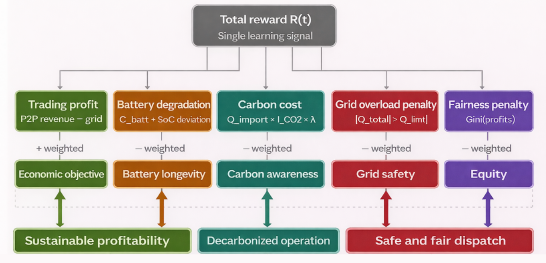 Total reward R(t)
Single learning signal
Trading profit
P2P revenue − grid
Battery degradation
C_batt + SoC deviation
Carbon cost
Q_import × I_CO2 × λ
Grid overload penalty
|Q_total| > Q_limt|
Fairness penalty
Gini(profits)
+ weighted
− weighted
− weighted
− weighted
− weighted
Economic objective
Battery longevity
Carbon awareness
Grid safety
Equity
Sustainable profitability
Decarbonized operation
Safe and fair dispatch